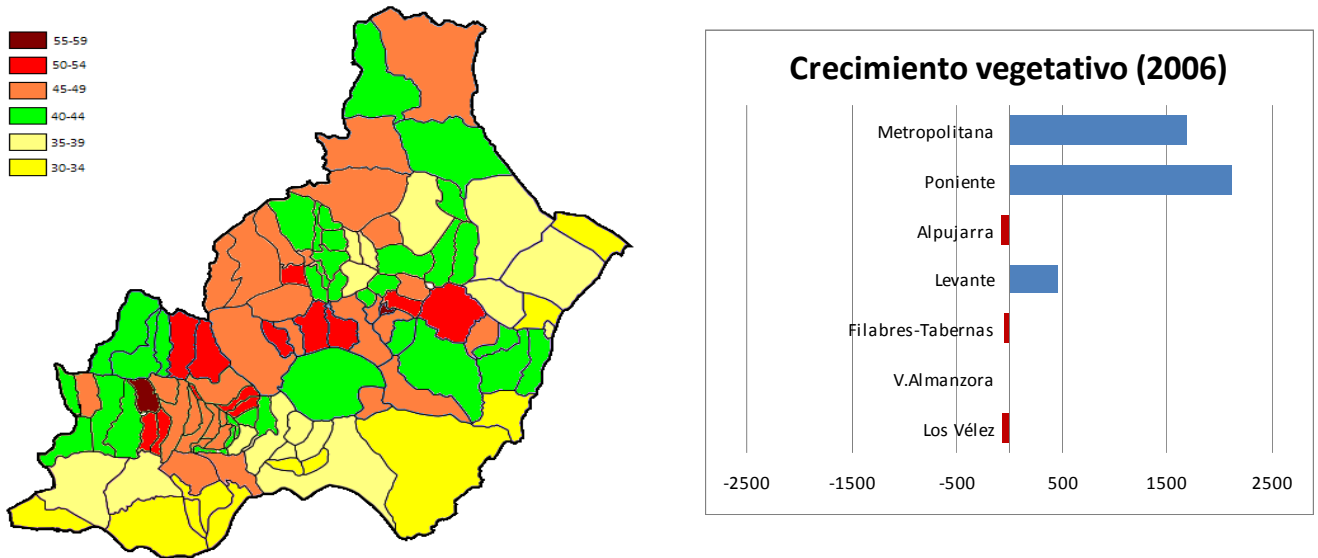 55-59
50-54
45-49
40-44
35-39
30-34
Crecimiento vegetativo (2006)
Metropolitana
Poniente
Alpujarra
Levante
Filabres-Tabernas
V.Almanzora
Los Vélez
-2500 -1500 -500 500 1500 2500